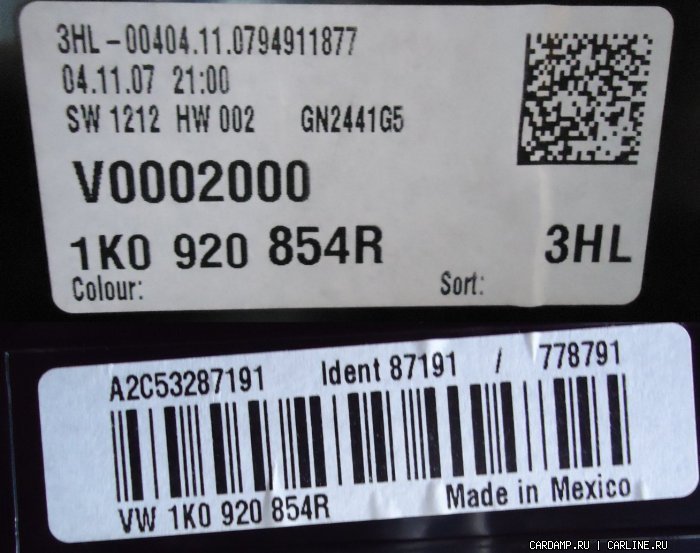 3HL-00404.11.0794911877
04.11.07 21:00
SW 1212 HW 002 GN2441G5
V0002000
1K0 920 854R 3HL
Colour: Sort:
A2C53287191 Ident 87191 / 778791
VW 1K0 920 854R Made in Mexico
CARDAMP.RU | CARLINE.RU